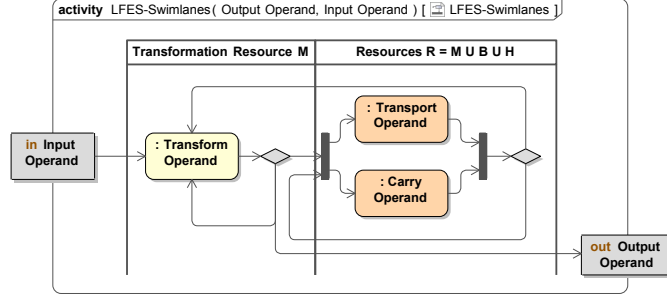 activity LFES-Swimlanes( Output Operand, Input Operand ) [ LFES-Swimlanes ]
Transformation Resource M
Resources R = M U B U H
: Transport
Operand
in Input
Operand
: Transform
Operand
: Carry
Operand
out Output
Operand